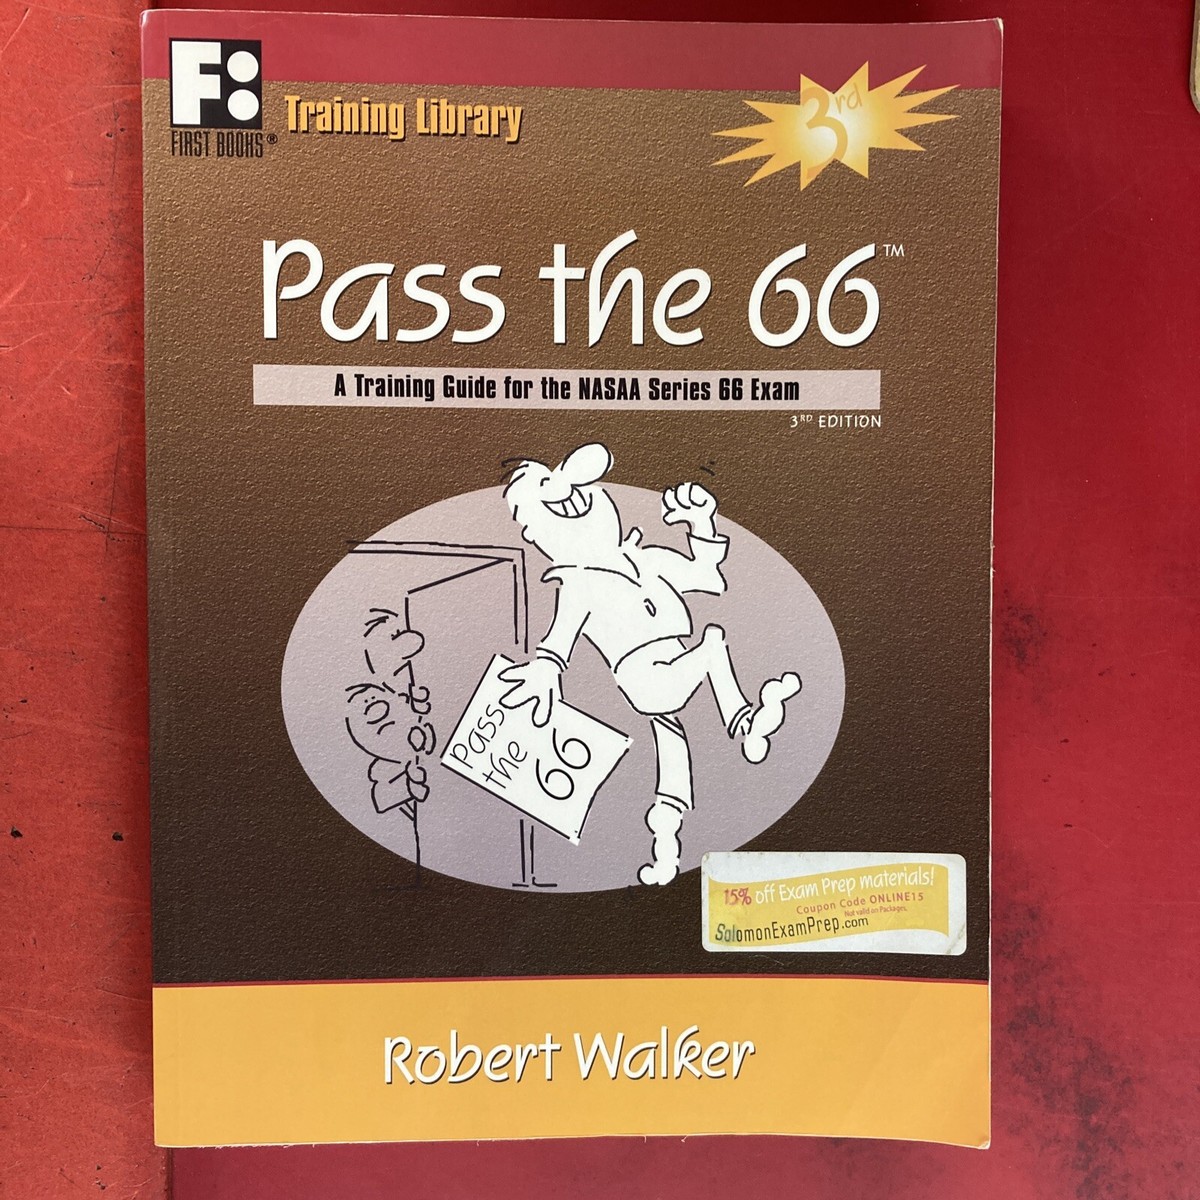 F:
FIRST BOOKS®
Training Library
3rd
Pass the 66™
A Training Guide for the NASAA Series 66 Exam
3RD EDITION
Pass
the 66
15% off Exam Prep materials!
Coupon Code ONLINE15
Not valid on Packages.
SolomonExamPrep.com
Robert Walker